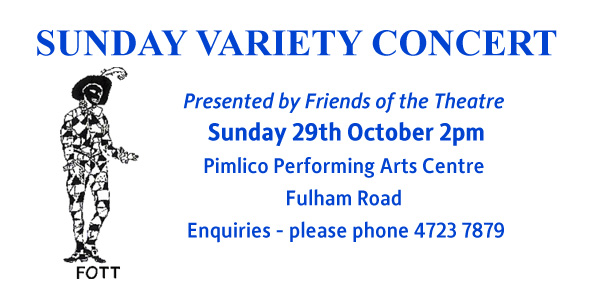 SUNDAY VARIETY CONCERT
Presented by Friends of the Theatre
Sunday 29th October 2pm
Pimlico Performing Arts Centre
Fulham Road
Enquiries - please phone 4723 7879
FOTT